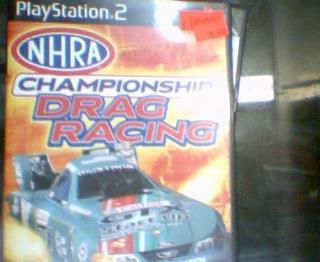 PlayStation.2
NHRA
CHAMPIONSHIP
DRAG
RACING